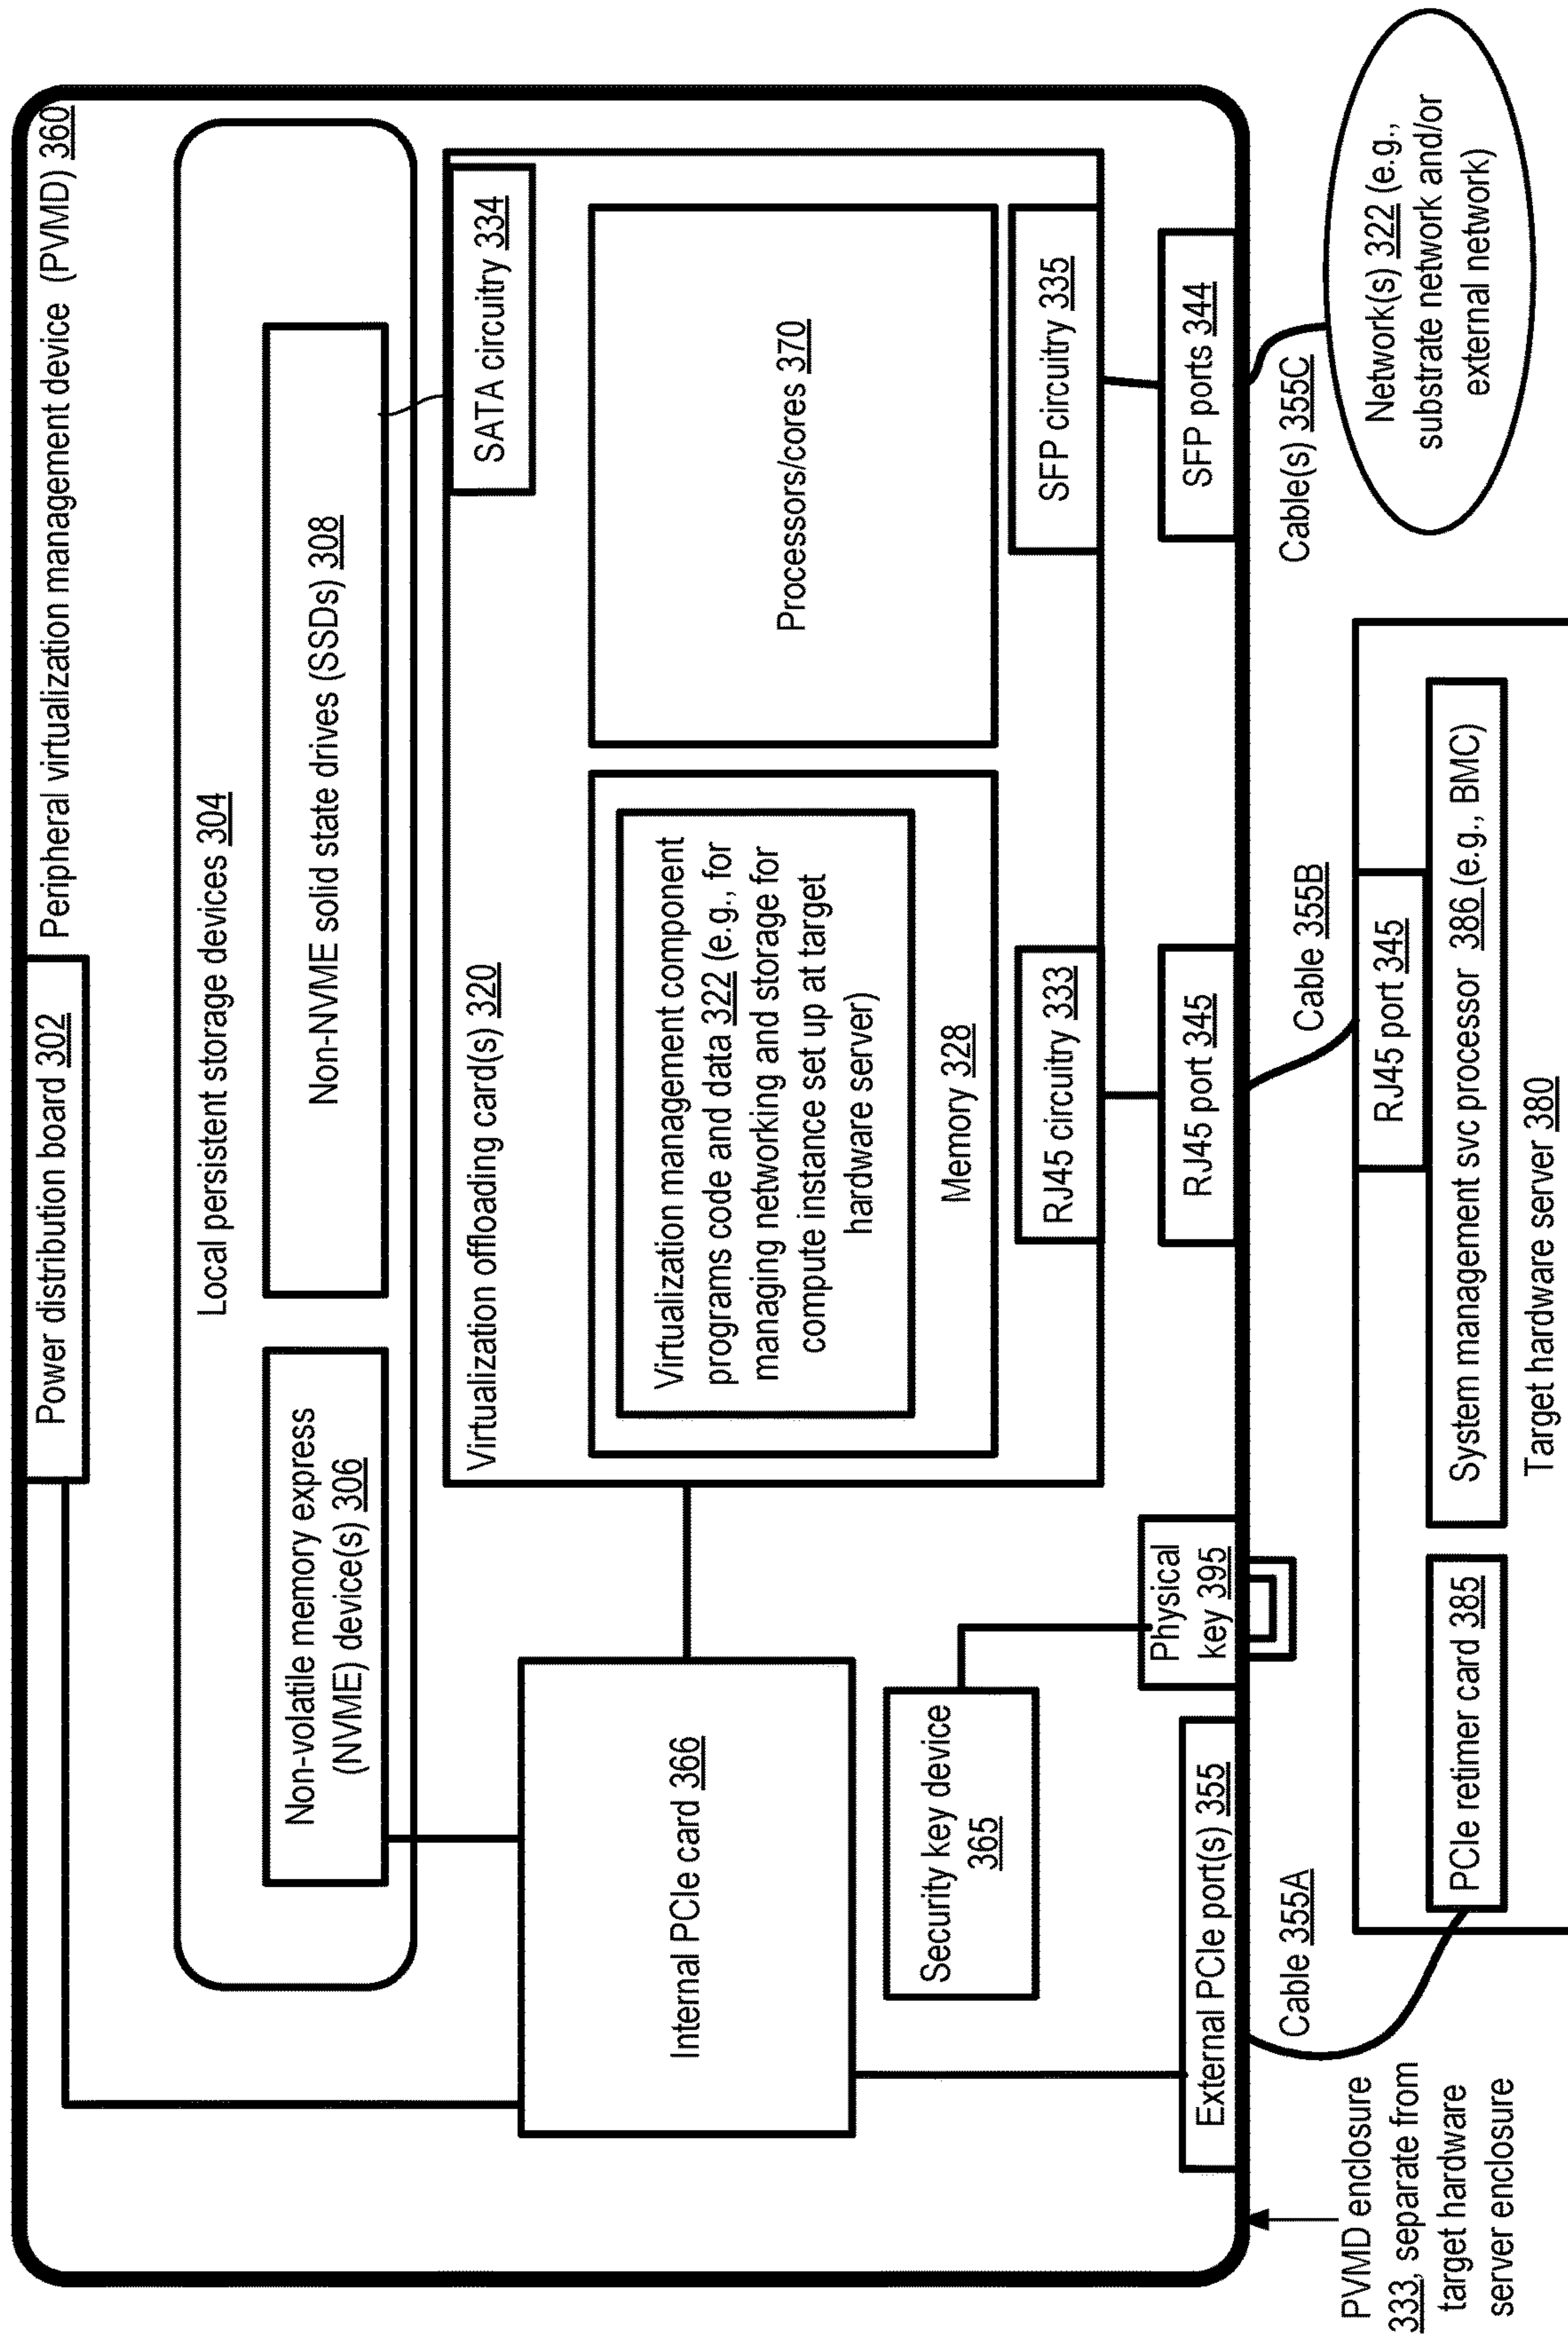 Power distribution board 302
Peripheral virtualization management device (PVMD) 360
Local persistent storage devices 304
Non-volatile memory express
(NVME) device(s) 306
Non-NVME solid state drives (SSDs) 308
Internal PCIe card 366
Virtualization offloading card(s) 320
SATA circuitry 334
Virtualization management component
programs code and data 322 (e.g., for
managing networking and storage for
compute instance set up at target
hardware server)
Memory 328
Processors/cores 370
Security key device
365
RJ45 circuitry 333
SFP circuitry 335
External PCIe port(s) 355
Physical
key 395
RJ45 port 345
SFP ports 344
Cable 355A
Cable 355B
Cable(s) 355C
PVMD enclosure
333, separate from
target hardware
server enclosure
PCIe retimer card 385
RJ45 port 345
System management svc processor 386 (e.g., BMC)
Target hardware server 380
Network(s) 322 (e.g.,
substrate network and/or
external network)